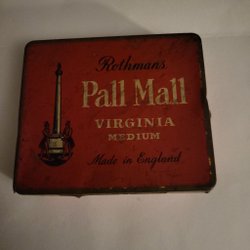 Rothmans
Pall Mall
VIRGINIA
MEDIUM
Made in England